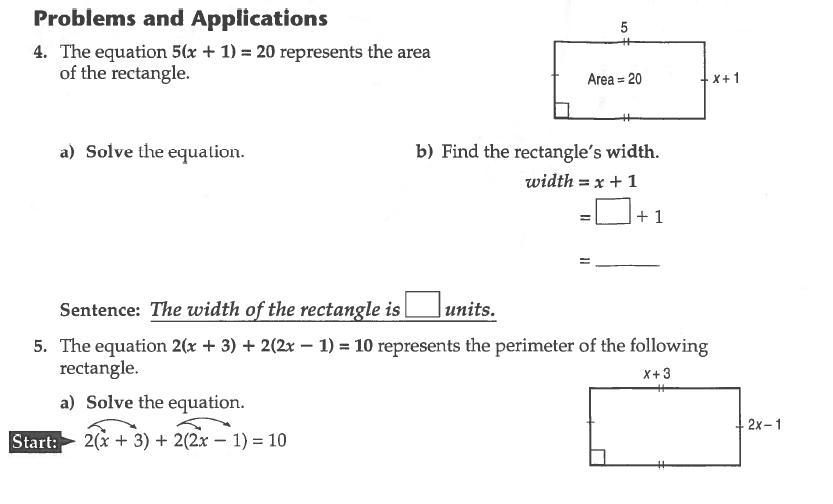 Problems and Applications
4. The equation 5(x + 1) = 20 represents the area
of the rectangle.
5
Area = 20
x + 1
a) Solve the equation.
b) Find the rectangle's width.
width = x + 1
= □ + 1
= ______
Sentence: The width of the rectangle is □ units.
5. The equation 2(x + 3) + 2(2x − 1) = 10 represents the perimeter of the following
rectangle.
x + 3
2x − 1
a) Solve the equation.
Start: 2(x + 3) + 2(2x − 1) = 10